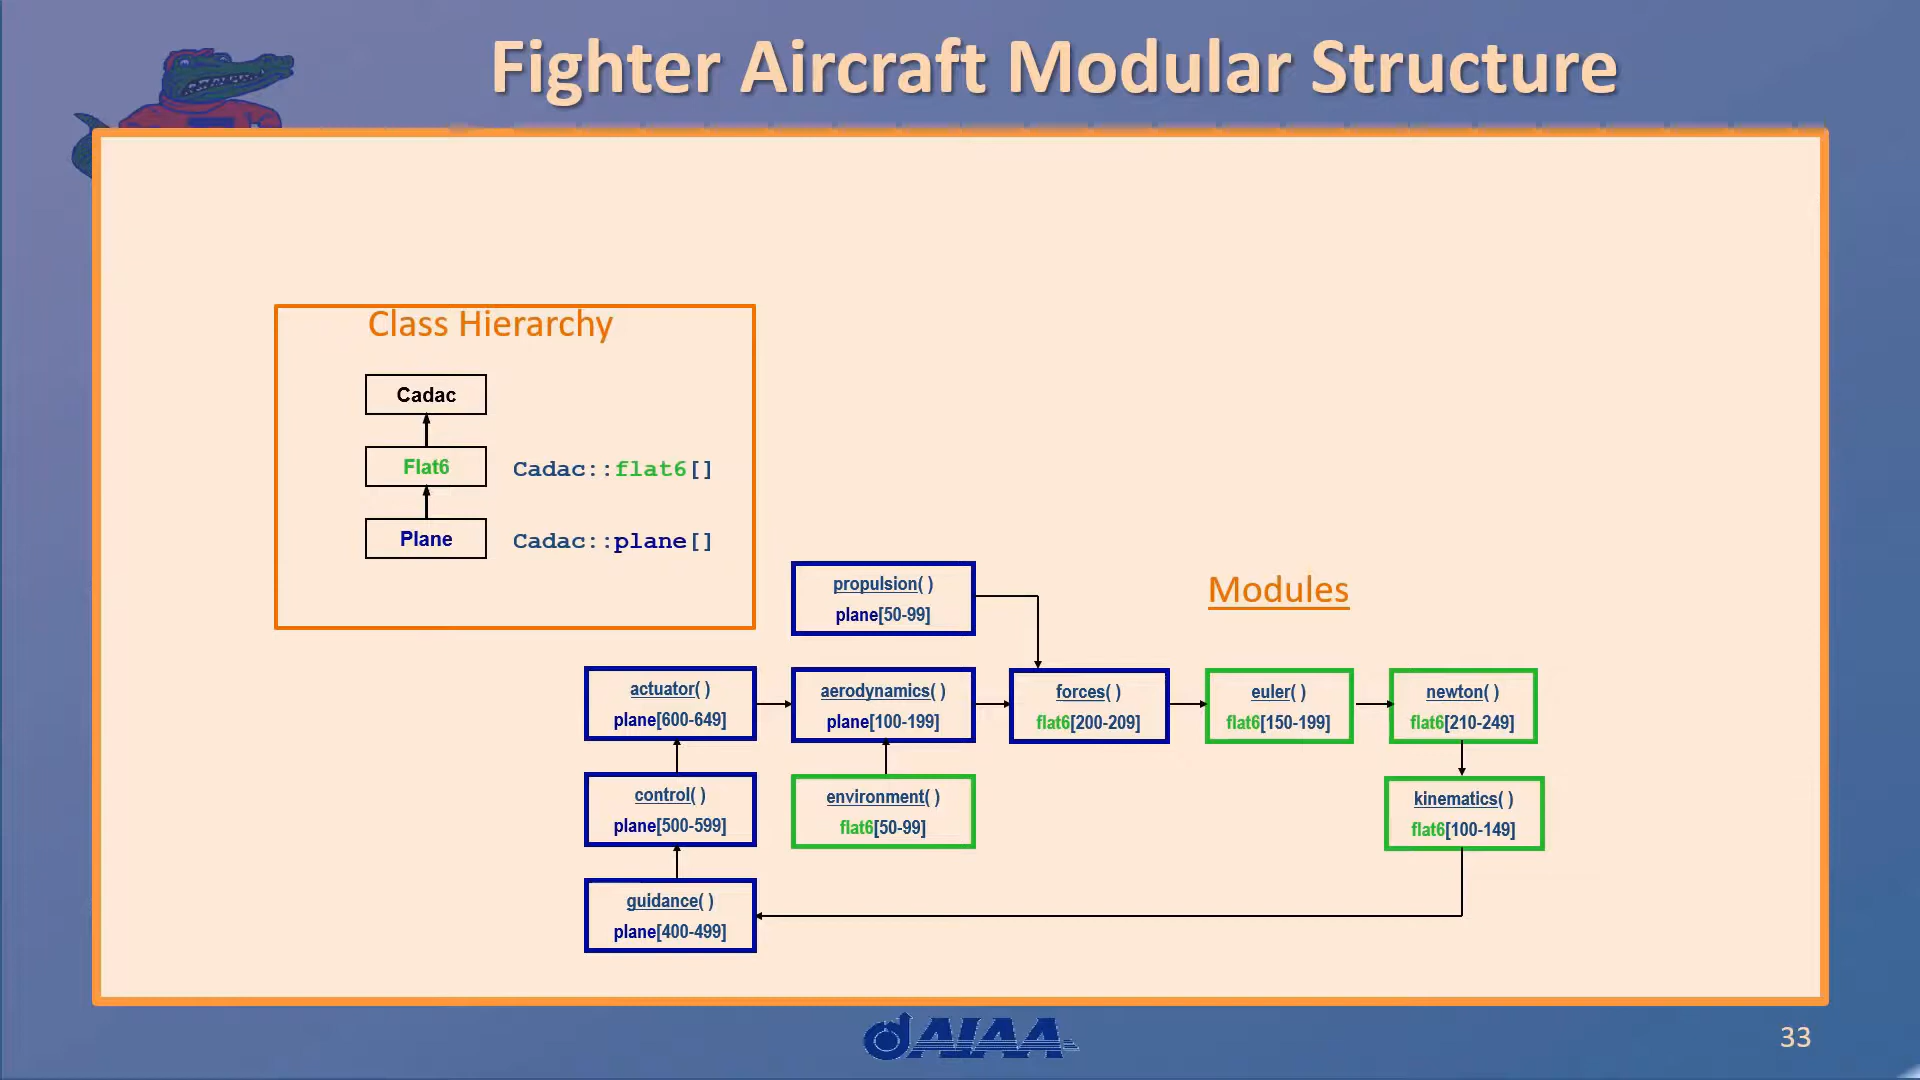 Fighter Aircraft Modular Structure
Class Hierarchy
Cadac
Flat6
Cadac::flat6[]
Plane
Cadac::plane[]
Modules
propulsion( )
plane[50-99]
actuator( )
plane[600-649]
aerodynamics( )
plane[100-199]
forces( )
flat6[200-209]
euler( )
flat6[150-199]
newton( )
flat6[210-249]
control( )
plane[500-599]
environment( )
flat6[50-99]
kinematics( )
flat6[100-149]
guidance( )
plane[400-499]
AIAA
33